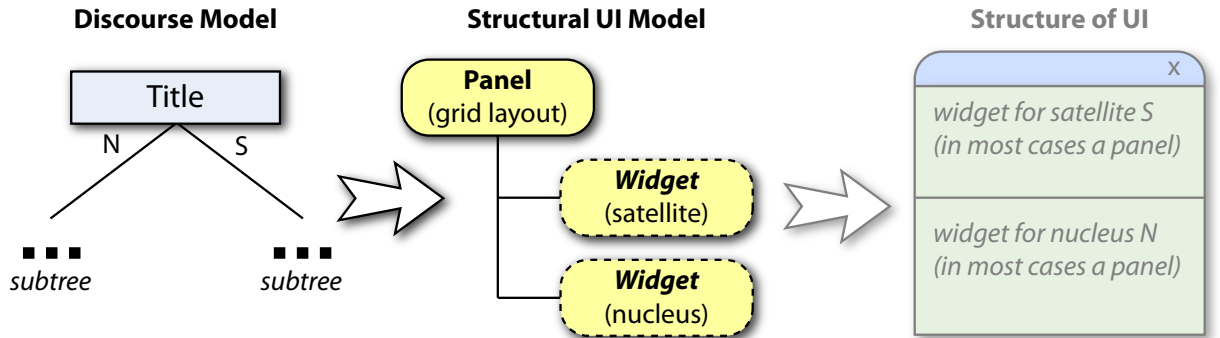 Discourse Model
Structural UI Model
Structure of UI
Title
N
S
subtree
subtree
Panel
(grid layout)
Widget
(satellite)
Widget
(nucleus)
x
widget for satellite S
(in most cases a panel)
widget for nucleus N
(in most cases a panel)